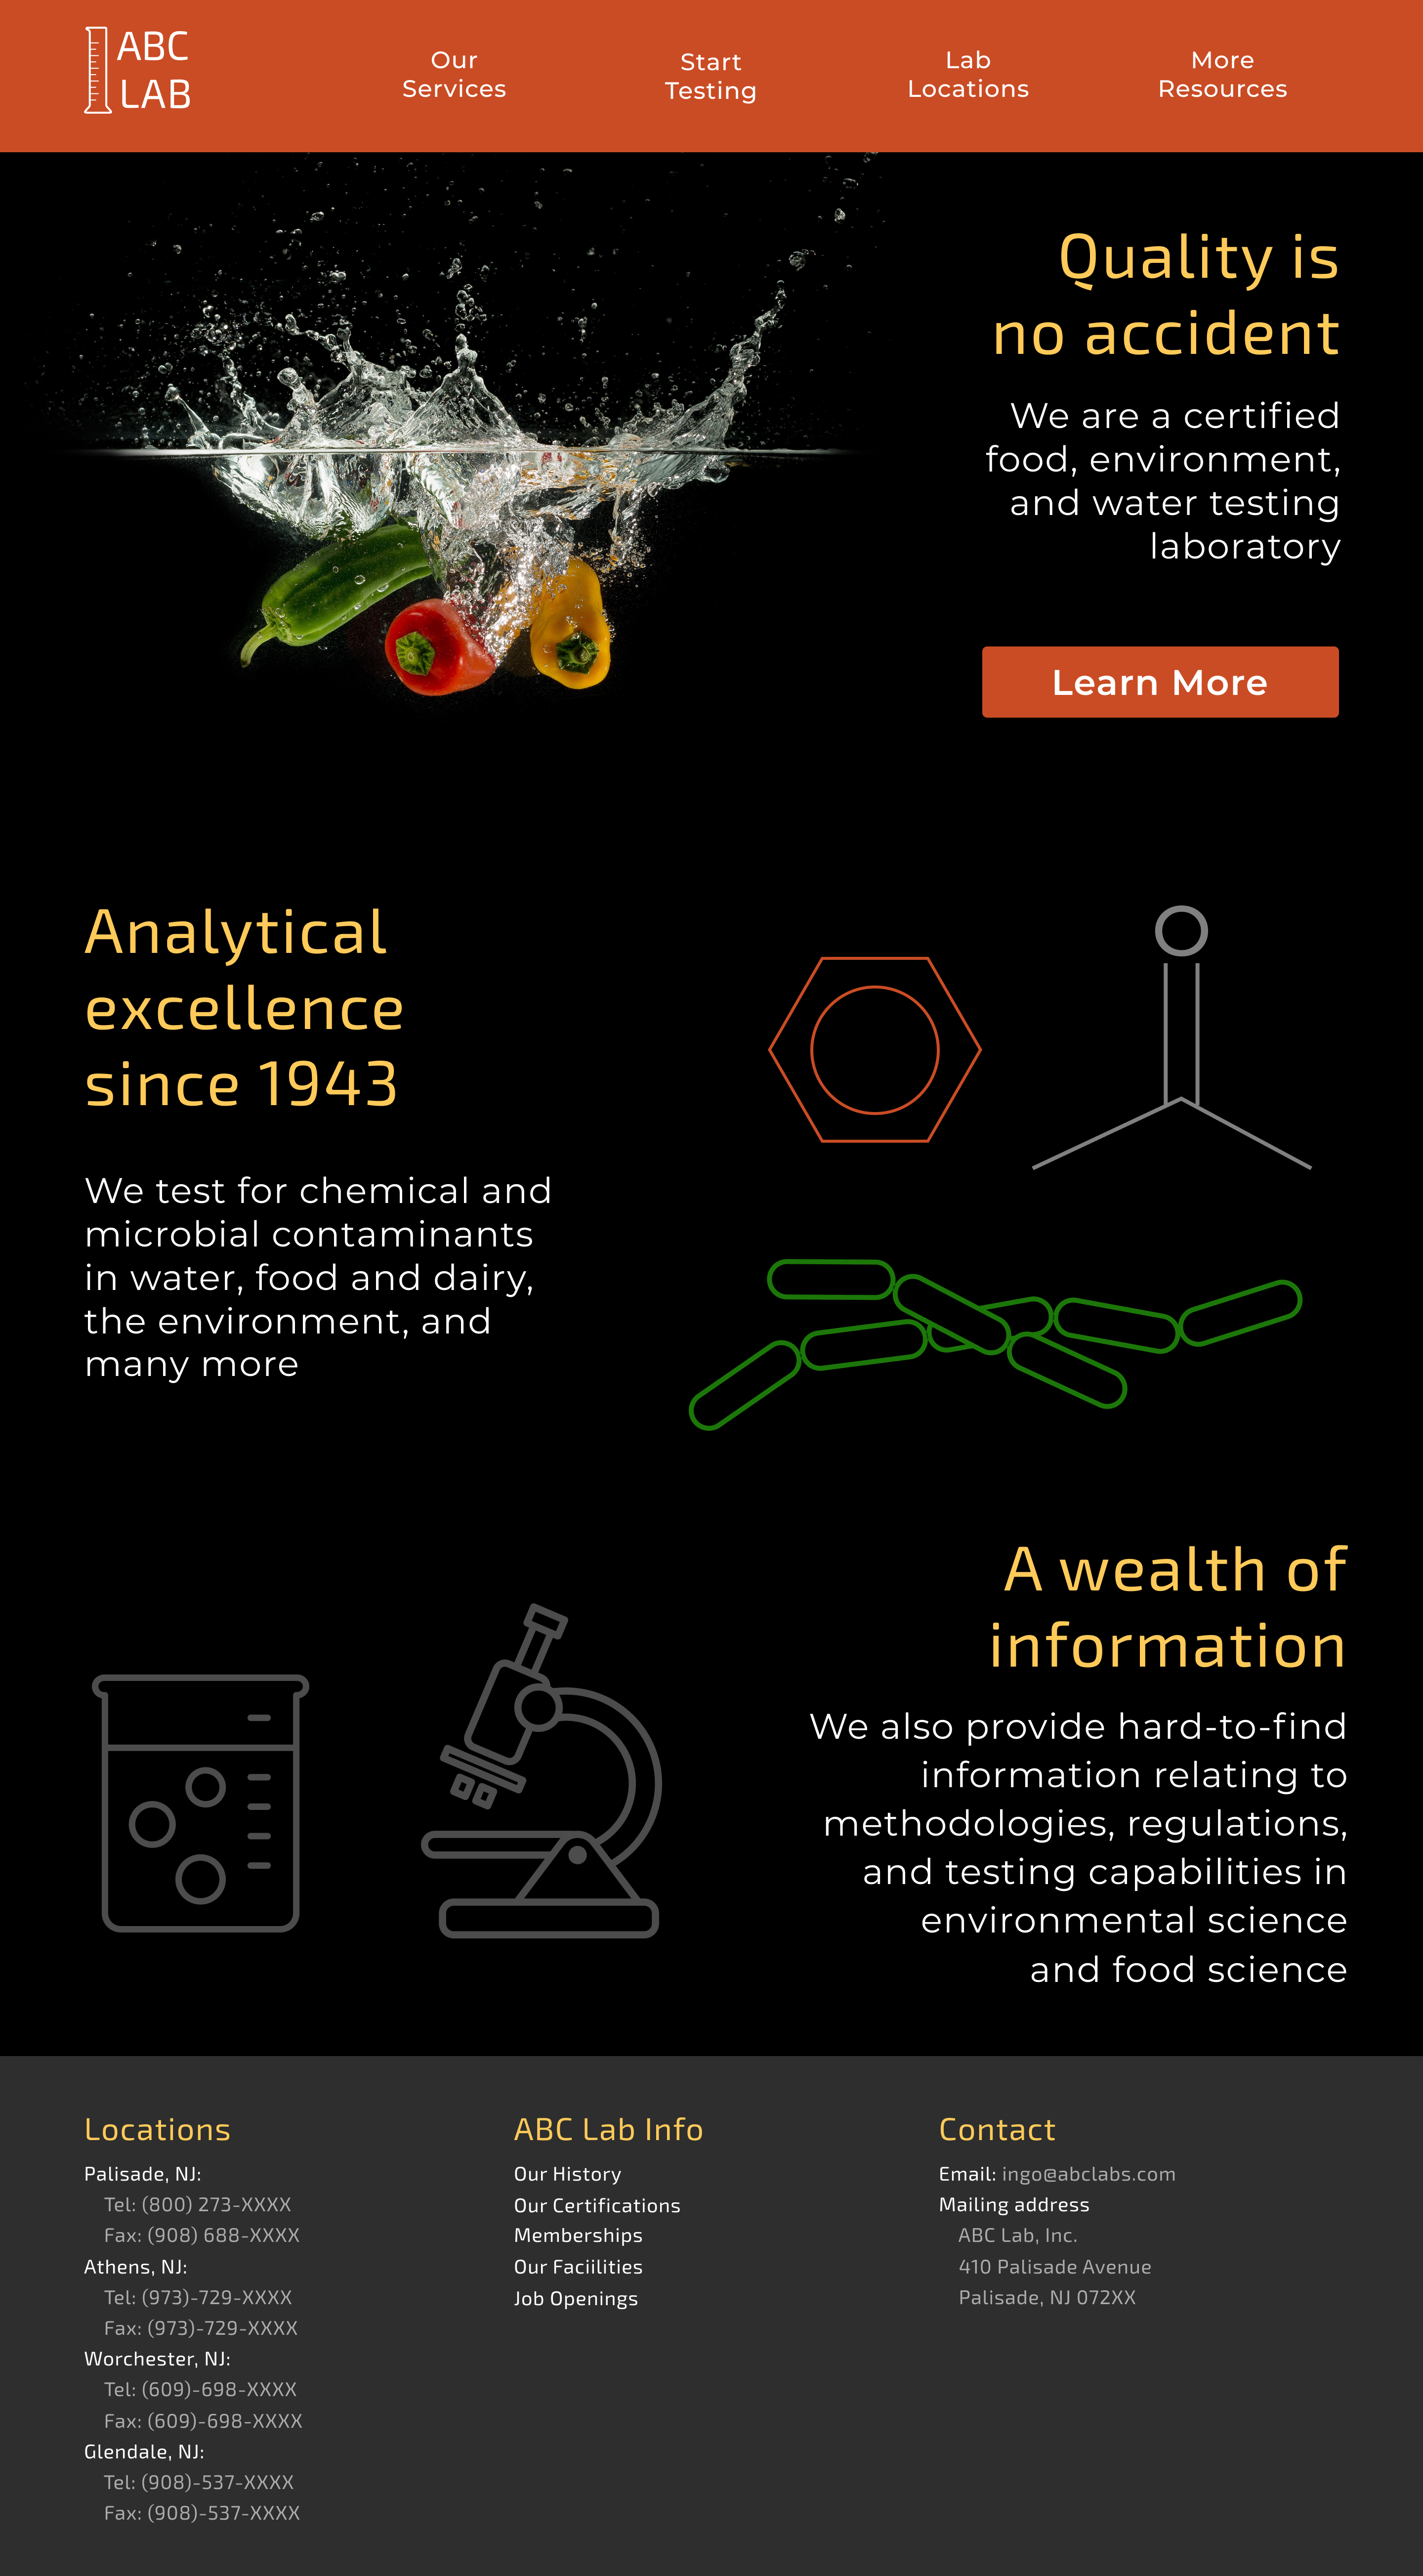 ABC
LAB
Our
Services
Start
Testing
Lab
Locations
More
Resources
Quality is
no accident
We are a certified
food, environment,
and water testing
laboratory
Learn More
Analytical
excellence
since 1943
We test for chemical and
microbial contaminants
in water, food and dairy,
the environment, and
many more
A wealth of
information
We also provide hard-to-find
information relating to
methodologies, regulations,
and testing capabilities in
environmental science
and food science
Locations
Palisade, NJ:
Tel: (800) 273-XXXX
Fax: (908) 688-XXXX
Athens, NJ:
Tel: (973)-729-XXXX
Fax: (973)-729-XXXX
Worchester, NJ:
Tel: (609)-698-XXXX
Fax: (609)-698-XXXX
Glendale, NJ:
Tel: (908)-537-XXXX
Fax: (908)-537-XXXX
ABC Lab Info
Our History
Our Certifications
Memberships
Our Faciilities
Job Openings
Contact
Email: ingo@abclabs.com
Mailing address
ABC Lab, Inc.
410 Palisade Avenue
Palisade, NJ 072XX